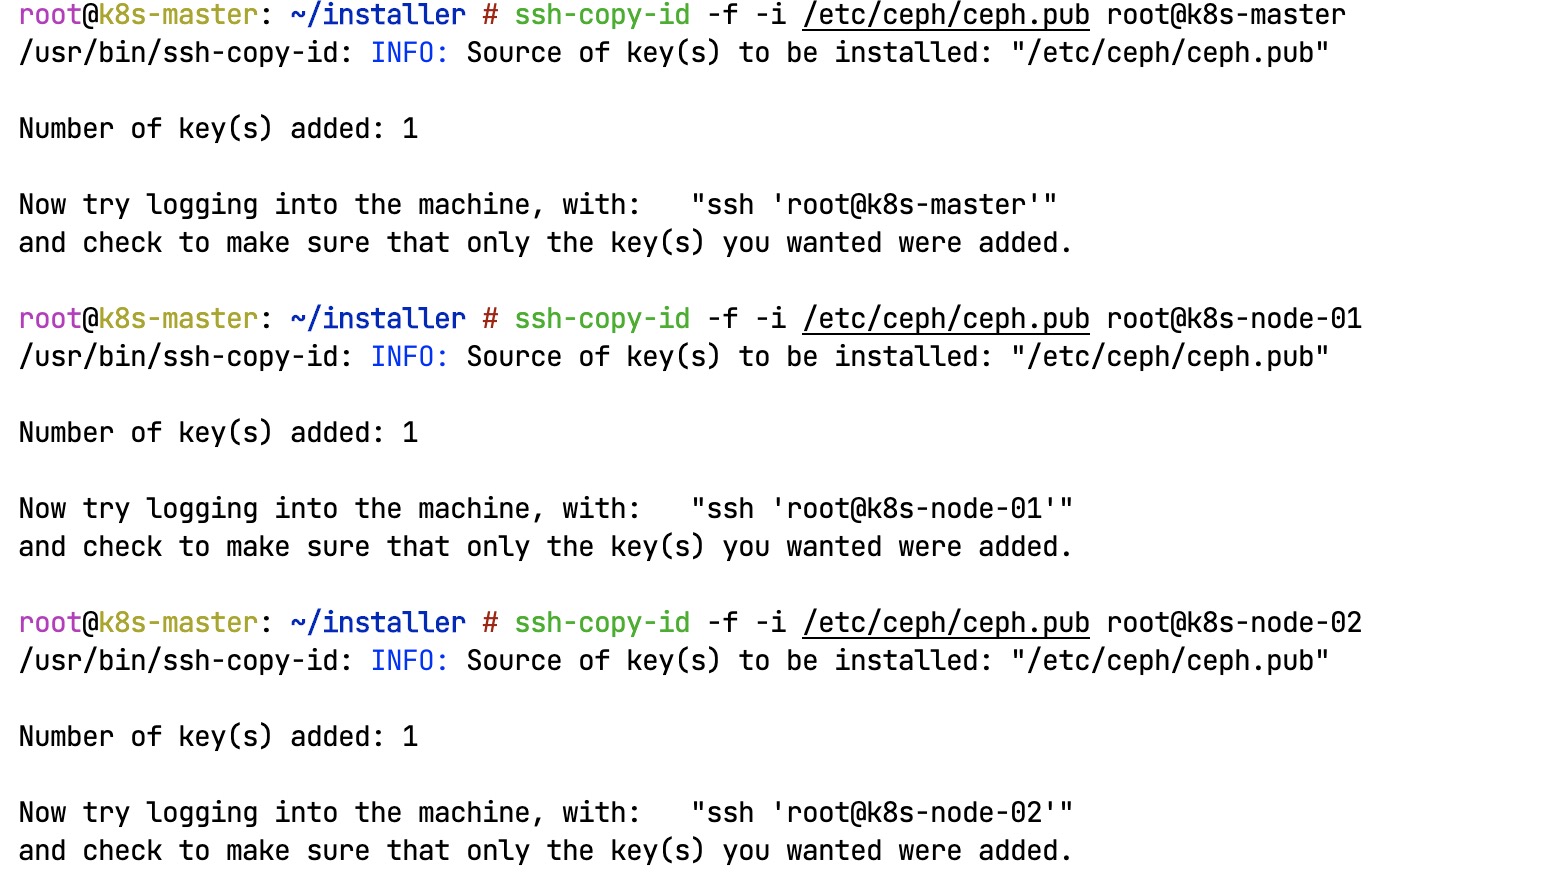 root@k8s-master: ~/installer # ssh-copy-id -f -i /etc/ceph/ceph.pub root@k8s-master
/usr/bin/ssh-copy-id: INFO: Source of key(s) to be installed: "/etc/ceph/ceph.pub"
Number of key(s) added: 1
Now try logging into the machine, with:   "ssh 'root@k8s-master'"
and check to make sure that only the key(s) you wanted were added.
root@k8s-master: ~/installer # ssh-copy-id -f -i /etc/ceph/ceph.pub root@k8s-node-01
/usr/bin/ssh-copy-id: INFO: Source of key(s) to be installed: "/etc/ceph/ceph.pub"
Number of key(s) added: 1
Now try logging into the machine, with:   "ssh 'root@k8s-node-01'"
and check to make sure that only the key(s) you wanted were added.
root@k8s-master: ~/installer # ssh-copy-id -f -i /etc/ceph/ceph.pub root@k8s-node-02
/usr/bin/ssh-copy-id: INFO: Source of key(s) to be installed: "/etc/ceph/ceph.pub"
Number of key(s) added: 1
Now try logging into the machine, with:   "ssh 'root@k8s-node-02'"
and check to make sure that only the key(s) you wanted were added.